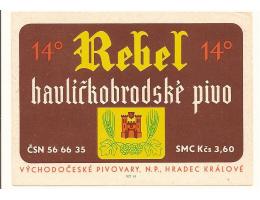 14° Rebel 14°
havlíčkobrodské pivo
ČSN 56 66 35 SMC Kčs 3,60
VÝCHODOČESKÉ PIVOVARY, N.P., HRADEC KRÁLOVÉ